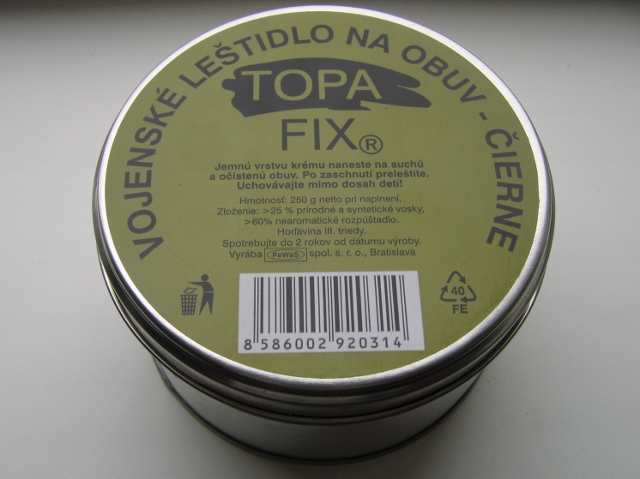 VOJENSKÉ LEŠTIDLO NA OBUV - ČIERNE
TOPA
FIX®
Jemnú vrstvu krému naneste na suchú
a očistenú obuv. Po zaschnutí preleštite.
Uchovávajte mimo dosah detí!
Hmotnosť: 250 g netto pri naplnení.
Zloženie: >25 % prírodné a syntetické vosky,
>60% nearomatické rozpúšťadlo.
Horľavina III. triedy.
Spotrebujte do 2 rokov od dátumu výroby.
Vyrába PeWaS spol. s. r. o., Bratislava
40
FE
8 586002 920314